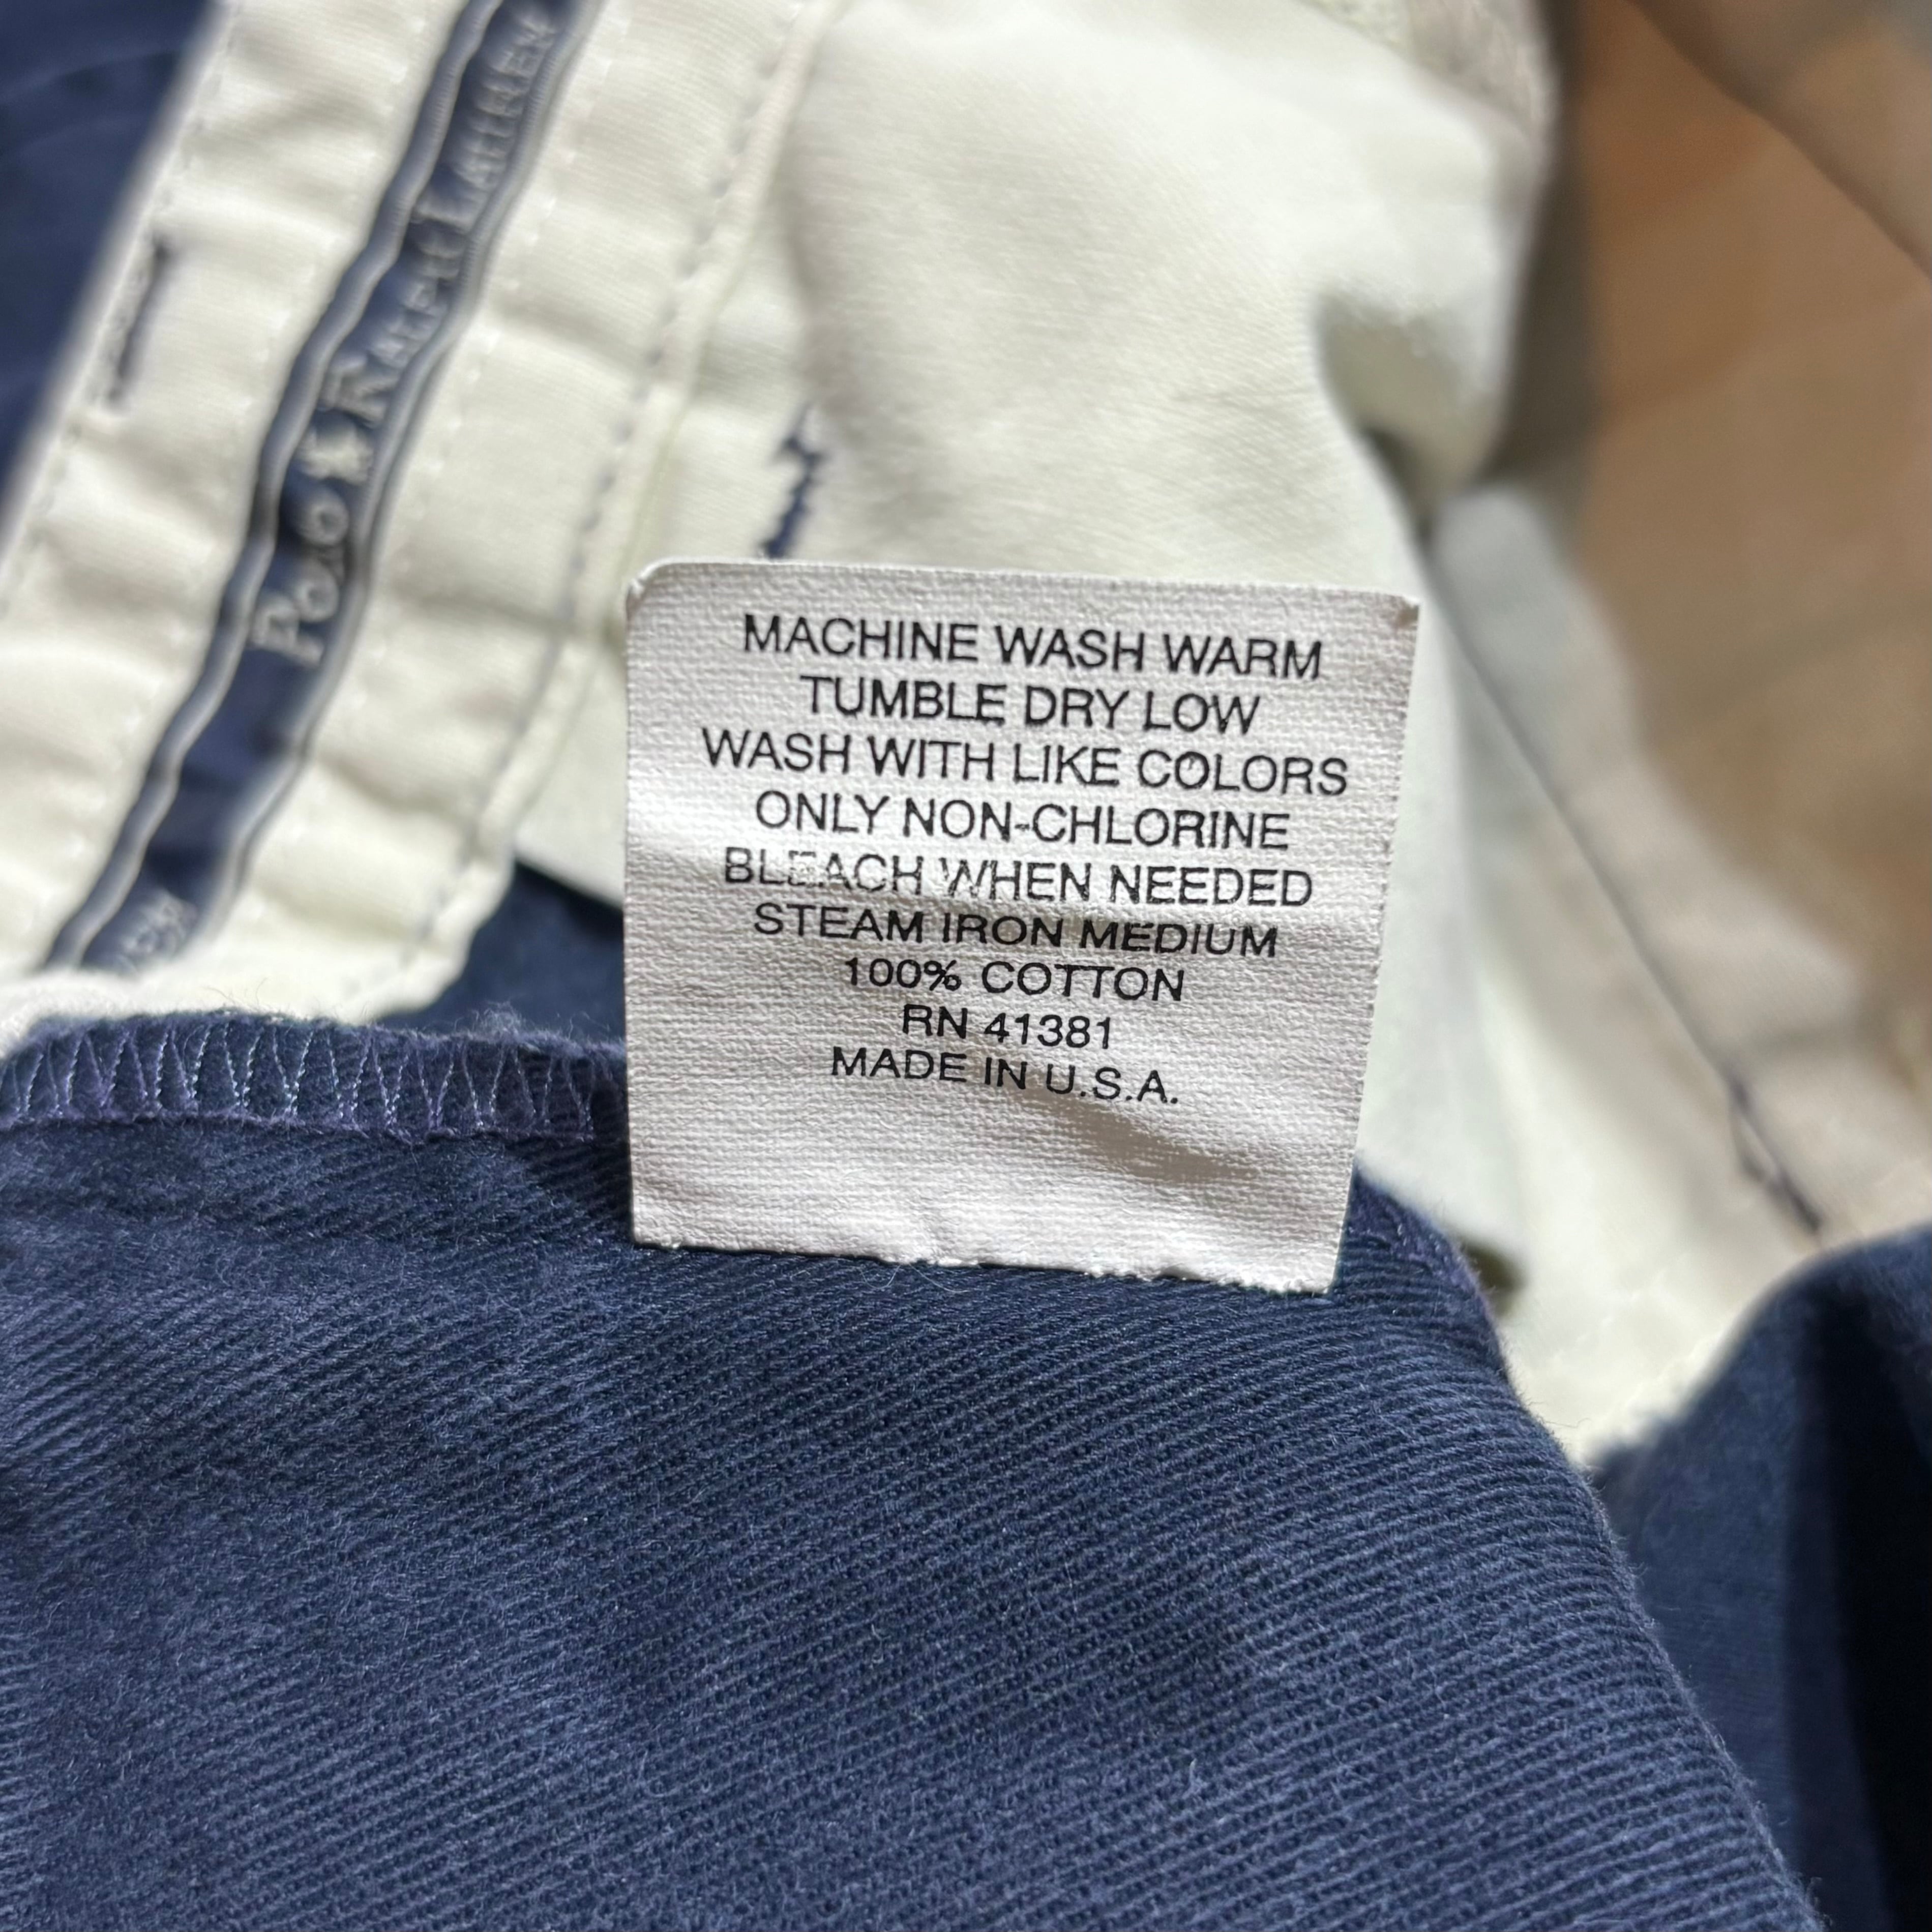 Polo Ralph Lauren
MACHINE WASH WARM
TUMBLE DRY LOW
WASH WITH LIKE COLORS
ONLY NON-CHLORINE
BLEACH WHEN NEEDED
STEAM IRON MEDIUM
100% COTTON
RN 41381
MADE IN U.S.A.